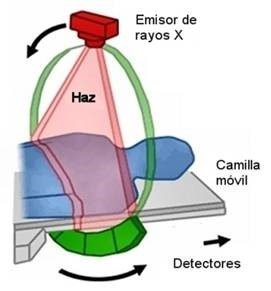 Emisor de
rayos X
Haz
Camilla
móvil
Detectores